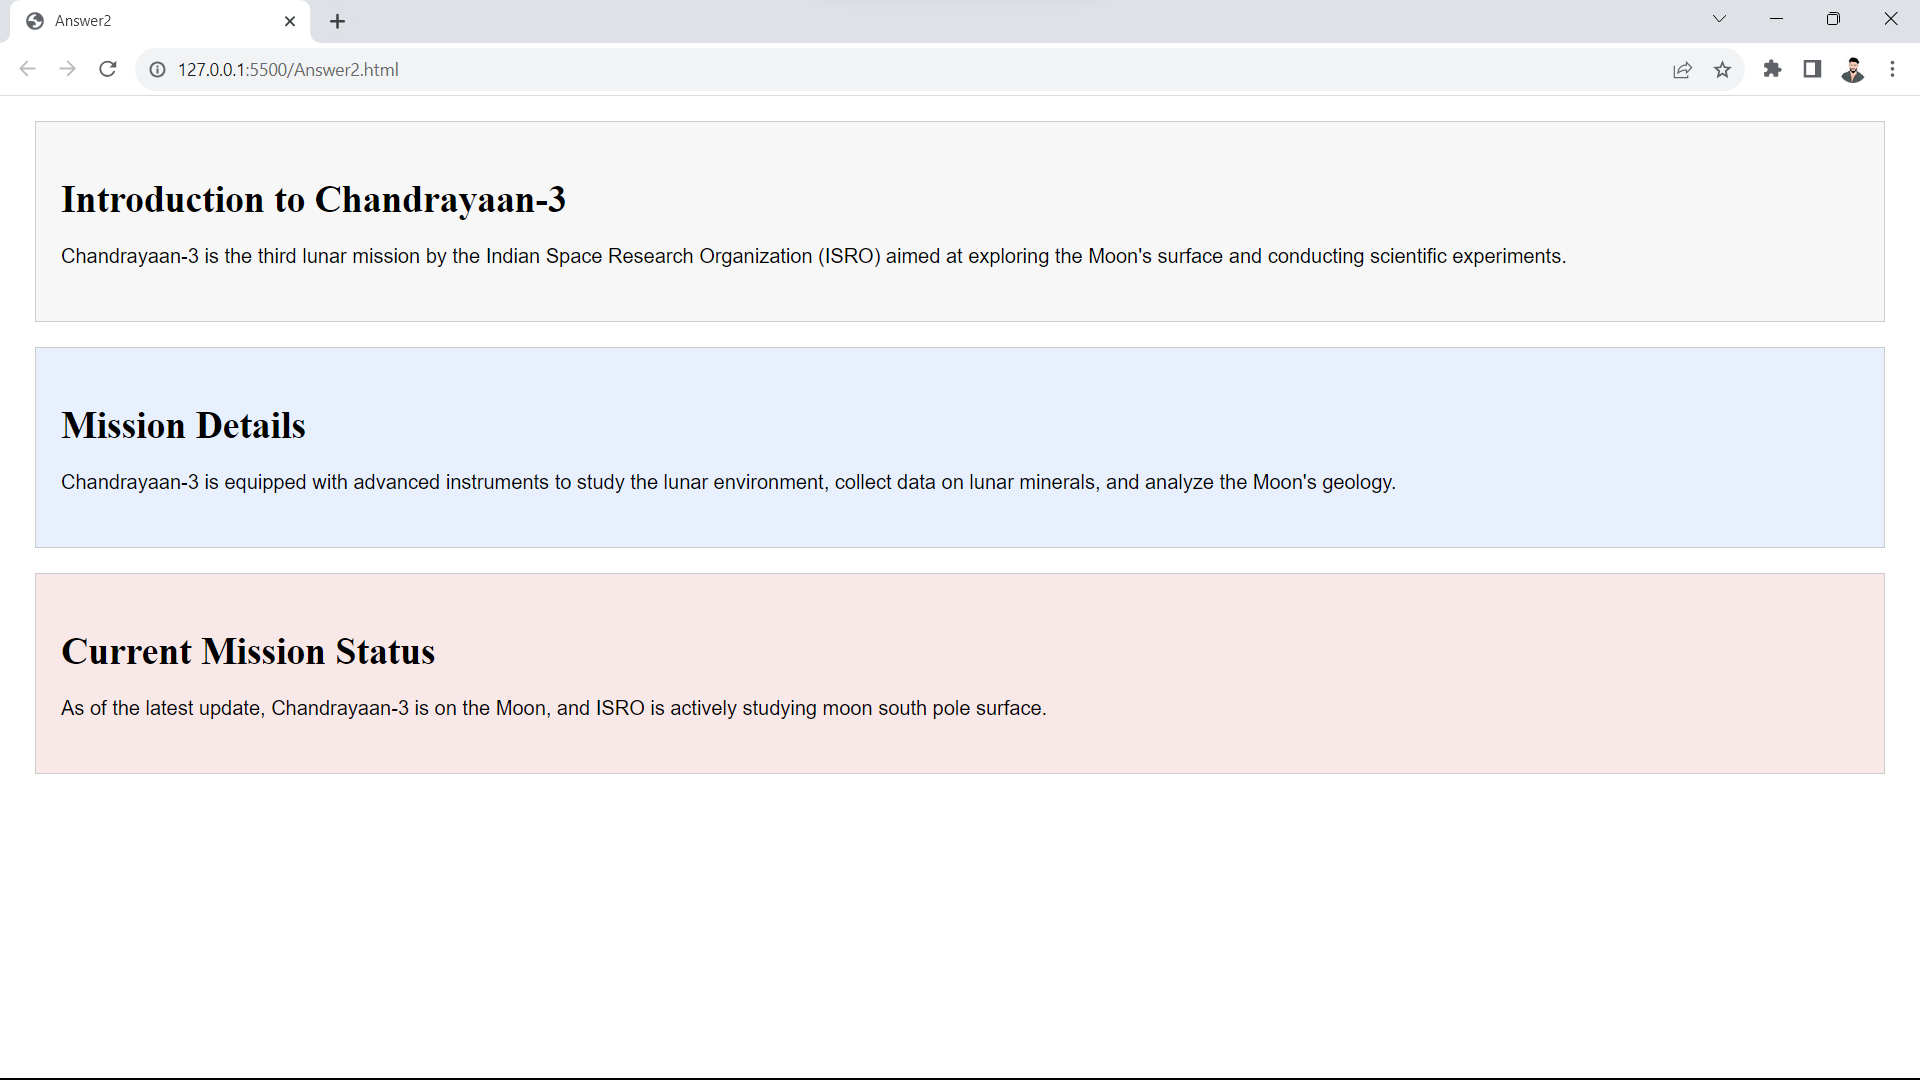 Answer2
127.0.0.1:5500/Answer2.html
Introduction to Chandrayaan-3
Chandrayaan-3 is the third lunar mission by the Indian Space Research Organization (ISRO) aimed at exploring the Moon's surface and conducting scientific experiments.
Mission Details
Chandrayaan-3 is equipped with advanced instruments to study the lunar environment, collect data on lunar minerals, and analyze the Moon's geology.
Current Mission Status
As of the latest update, Chandrayaan-3 is on the Moon, and ISRO is actively studying moon south pole surface.